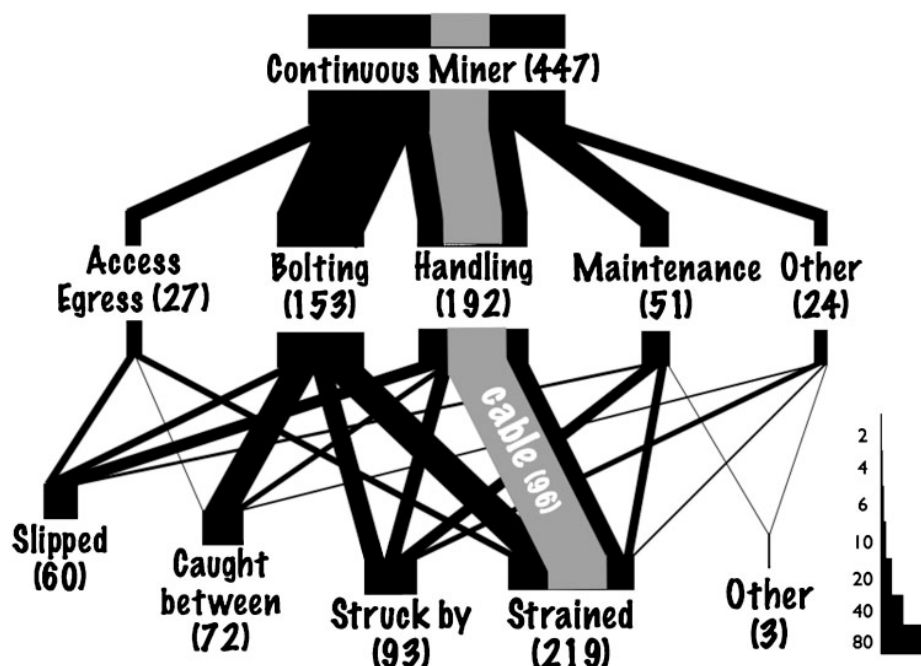 Continuous Miner (447)
Access
Egress (27)
Bolting
(153)
Handling
(192)
Maintenance
(51)
Other
(24)
cable (96)
Slipped
(60)
Caught
between
(72)
Struck by
(93)
Strained
(219)
Other
(3)
2
4
6
10
20
40
80